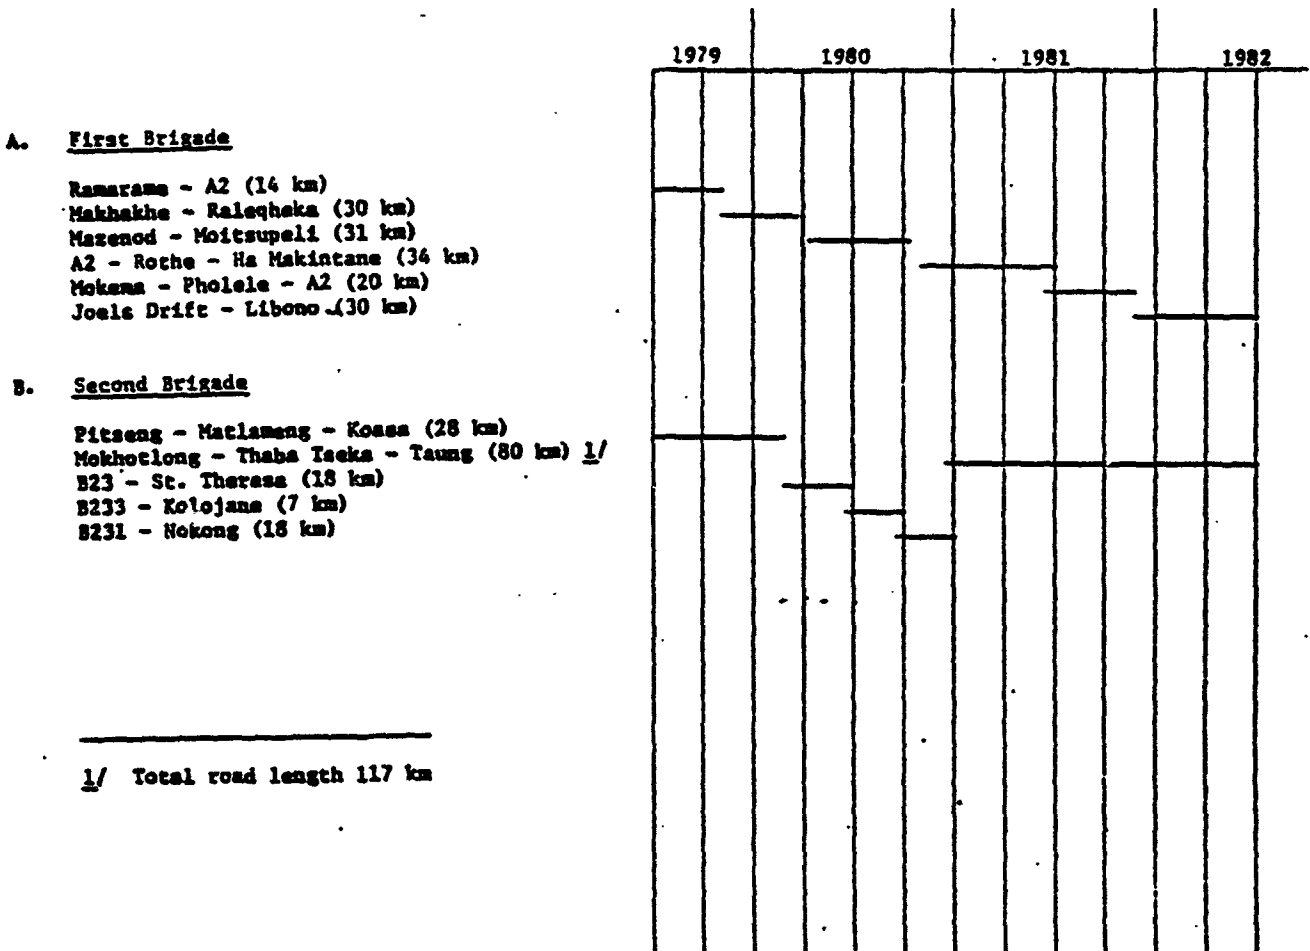 1979 1980 1981 1982
A. First Brigade
Ramarama - A2 (14 km)
Makhakhe - Raleqheka (30 km)
Mazenod - Moitsupeli (31 km)
A2 - Rothe - Ha Makintane (34 km)
Mokema - Pholele - A2 (20 km)
Joels Drift - Libono (30 km)
B. Second Brigade
Pitseng - Matlameng - Koasa (28 km)
Mokhotlong - Thaba Tseka - Taung (80 km) 1/
B23 - St. Theresa (18 km)
B233 - Kolojane (7 km)
B231 - Nokong (18 km)
1/ Total road length 117 km